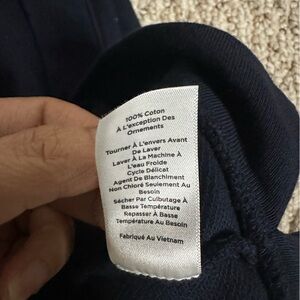 100% Coton
À L'exception Des
Ornements
Tourner À L'envers Avant
De Laver
Laver À La Machine À
L'eau Froide
Cycle Délicat
Agent De Blanchiment
Non Chloré Seulement Au
Besoin
Sécher Par Culbutage À
Basse Température
Repasser À Basse
Température Au Besoin
Fabriqué Au Vietnam